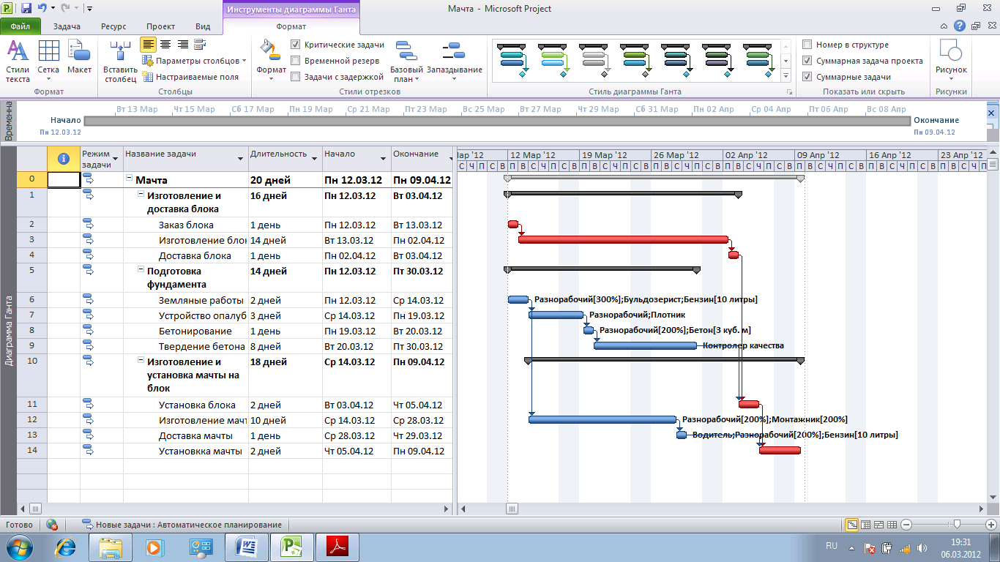 Инструменты диаграммы Ганта
Мачта - Microsoft Project
Файл Задача Ресурс Проект Вид Формат
Стили текста
Сетка
Макет
Формат
Вставить столбец
Параметры столбцов
Настраиваемые поля
Столбцы
Формат
Критические задачи
Временной резерв
Задачи с задержкой
Базовый план
Запаздывание
Стили отрезков
Стиль диаграммы Ганта
Номер в структуре
Суммарная задача проекта
Суммарные задачи
Показать или скрыть
Рисунок
Рисунки
Временна
Вт 13 Мар Чт 15 Мар Сб 17 Мар Пн 19 Мар Ср 21 Мар Пт 23 Мар Вс 25 Мар Вт 27 Мар Чт 29 Мар Сб 31 Мар Пн 02 Апр Ср 04 Апр Пт 06 Апр Вс 08 Апр
Начало
Пн 12.03.12
Окончание
Пн 09.04.12
Диаграмма Ганта
Режим задачи Название задачи Длительность Начало Окончание
0 Мачта 20 дней Пн 12.03.12 Пн 09.04.12
1 Изготовление и доставка блока 16 дней Пн 12.03.12 Вт 03.04.12
2 Заказ блока 1 день Пн 12.03.12 Вт 13.03.12
3 Изготовление блок 14 дней Вт 13.03.12 Пн 02.04.12
4 Доставка блока 1 день Пн 02.04.12 Вт 03.04.12
5 Подготовка фундамента 14 дней Пн 12.03.12 Пт 30.03.12
6 Земляные работы 2 дней Пн 12.03.12 Ср 14.03.12
7 Устройство опалуб 3 дней Ср 14.03.12 Пн 19.03.12
8 Бетонирование 1 день Пн 19.03.12 Вт 20.03.12
9 Твердение бетона 8 дней Вт 20.03.12 Пт 30.03.12
10 Изготовление и установка мачты на блок 18 дней Ср 14.03.12 Пн 09.04.12
11 Установка блока 2 дней Вт 03.04.12 Чт 05.04.12
12 Изготовление мачт 10 дней Ср 14.03.12 Ср 28.03.12
13 Доставка мачты 1 день Ср 28.03.12 Чт 29.03.12
14 Установкка мачты 2 дней Чт 05.04.12 Пн 09.04.12
Мар '12 12 Мар '12 19 Мар '12 26 Мар '12 02 Апр '12 09 Апр '12 16 Апр '12 23 Апр '12
С Ч П В П В С Ч П С В П В С Ч П С В П В С Ч П С В
Разнорабочий[300%];Бульдозерист;Бензин[10 литры]
Разнорабочий;Плотник
Разнорабочий[200%];Бетон[3 куб. м]
Контролер качества
Разнорабочий[200%];Монтажник[200%]
Водитель;Разнорабочий[200%];Бензин[10 литры]
Готово
Новые задачи : Автоматическое планирование
RU
19:31
06.03.2012